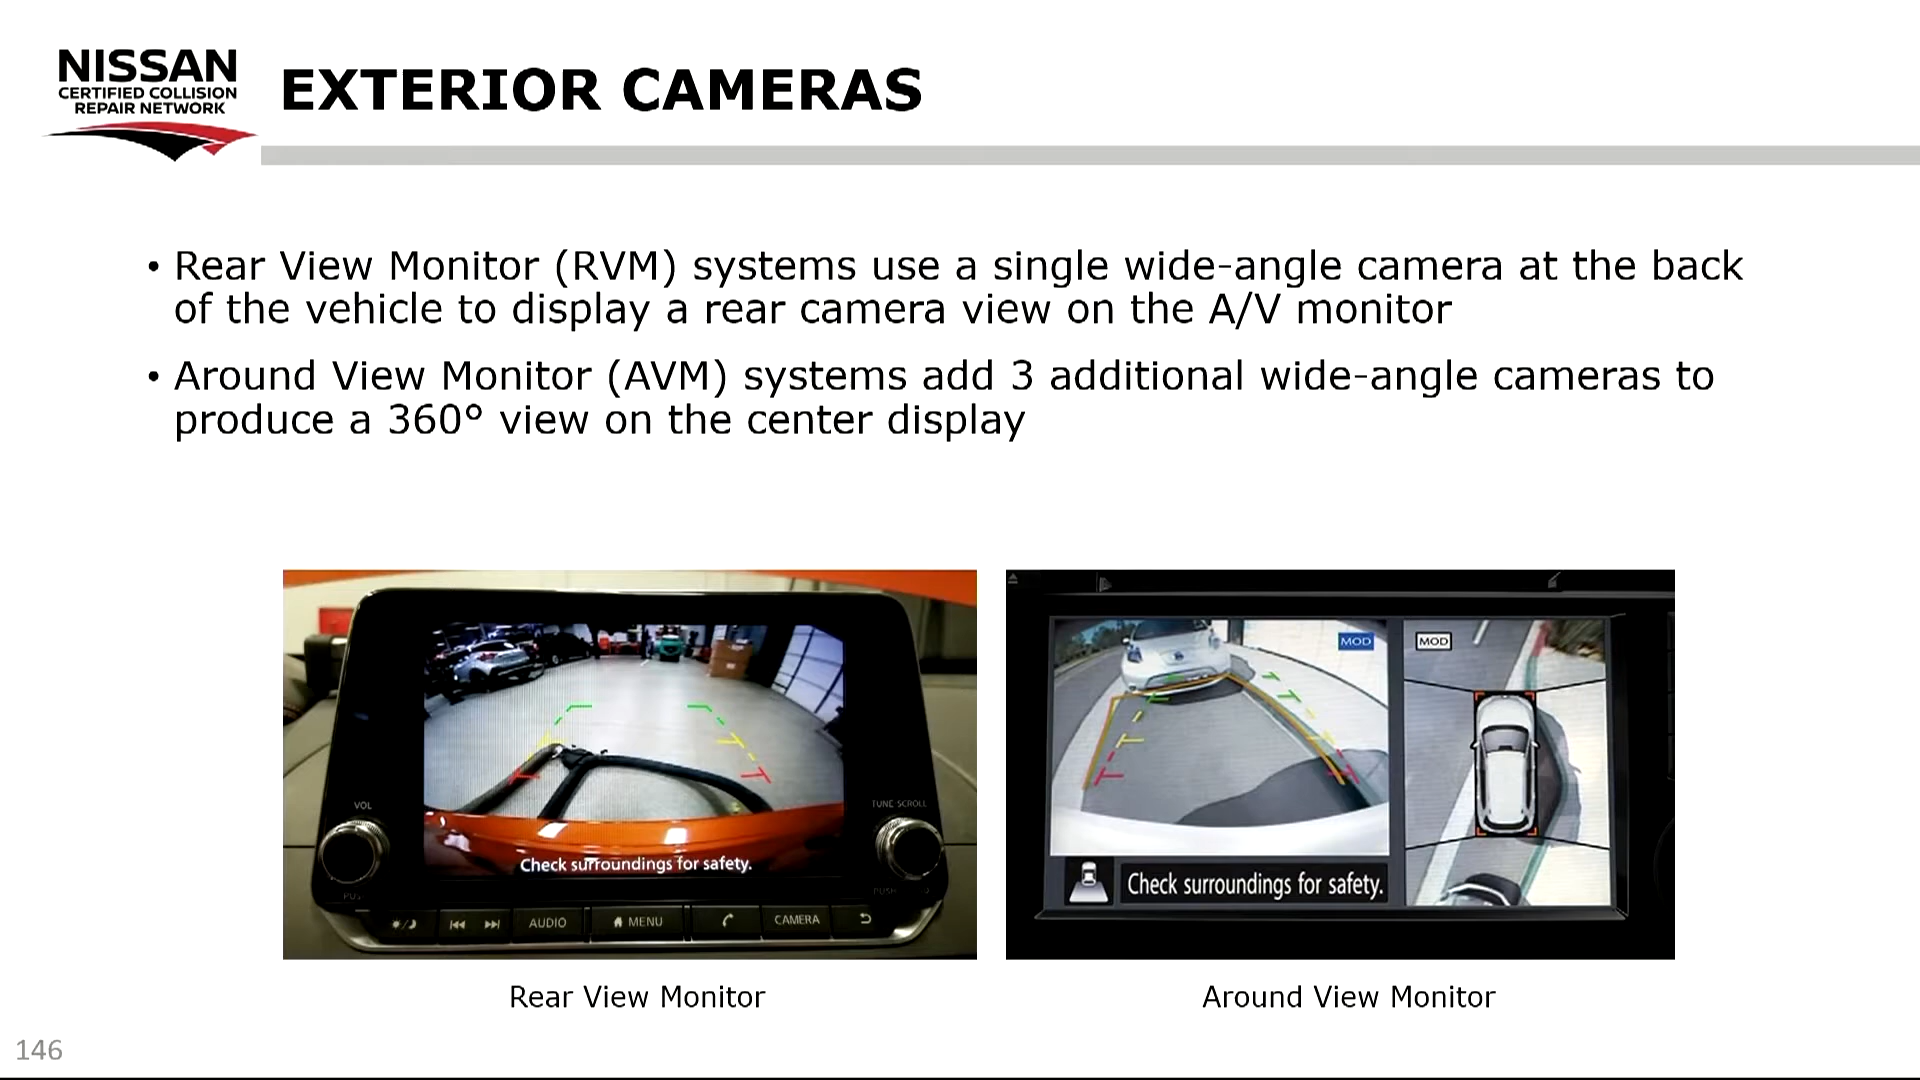 NISSAN
CERTIFIED COLLISION
REPAIR NETWORK
EXTERIOR CAMERAS
• Rear View Monitor (RVM) systems use a single wide-angle camera at the back
of the vehicle to display a rear camera view on the A/V monitor
• Around View Monitor (AVM) systems add 3 additional wide-angle cameras to
produce a 360° view on the center display
VOL
TUNE SCROLL
Check surroundings for safety.
AUDIO
MENU
CAMERA
MOD
MOD
Check surroundings for safety.
Rear View Monitor
Around View Monitor
146